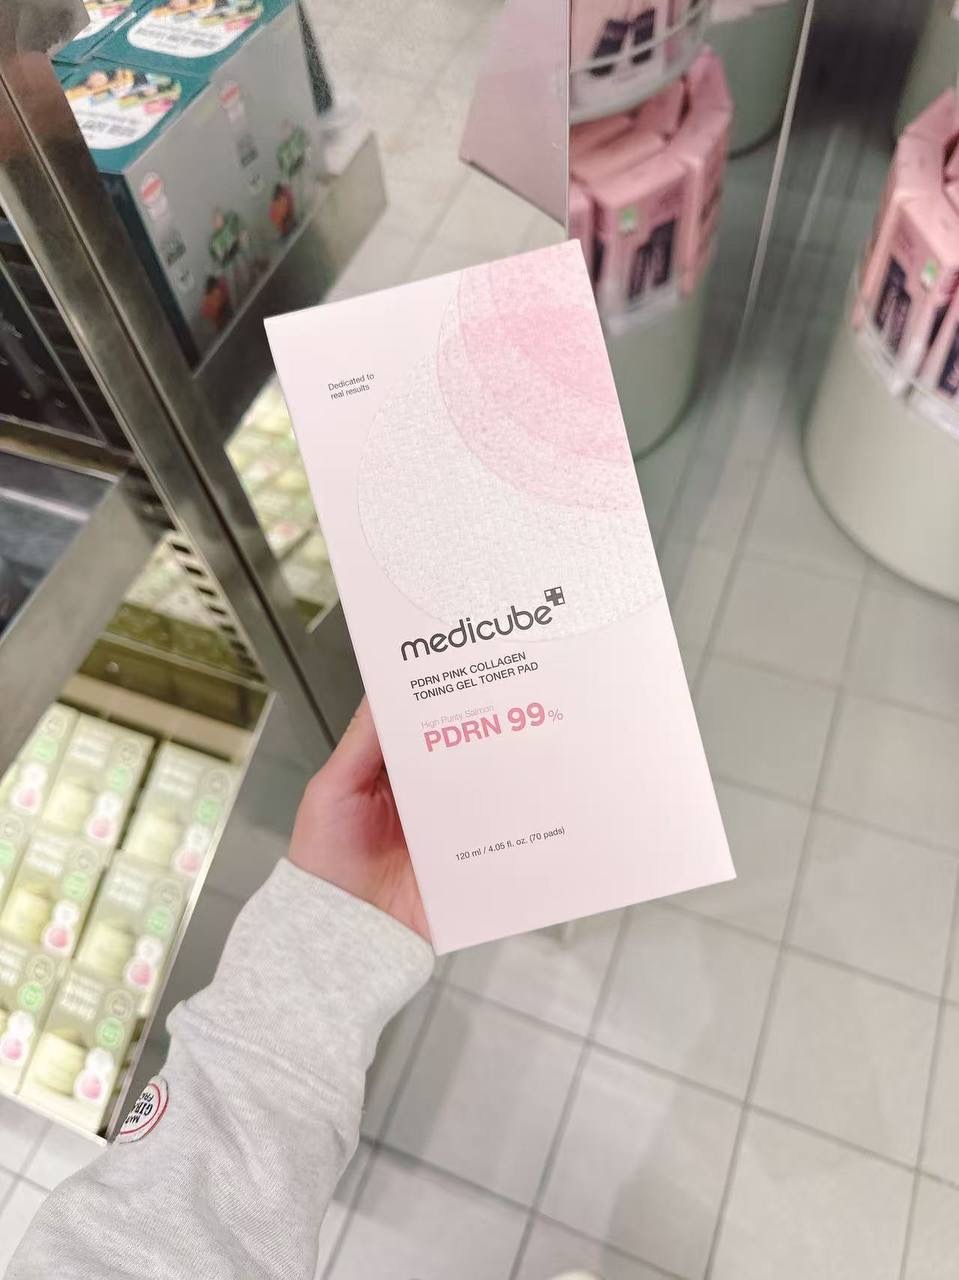 Dedicated to
real results
medicube
PDRN PINK COLLAGEN
TONING GEL TONER PAD
High Purity Salmon
PDRN 99%
120 ml / 4.05 fl. oz. (70 pads)